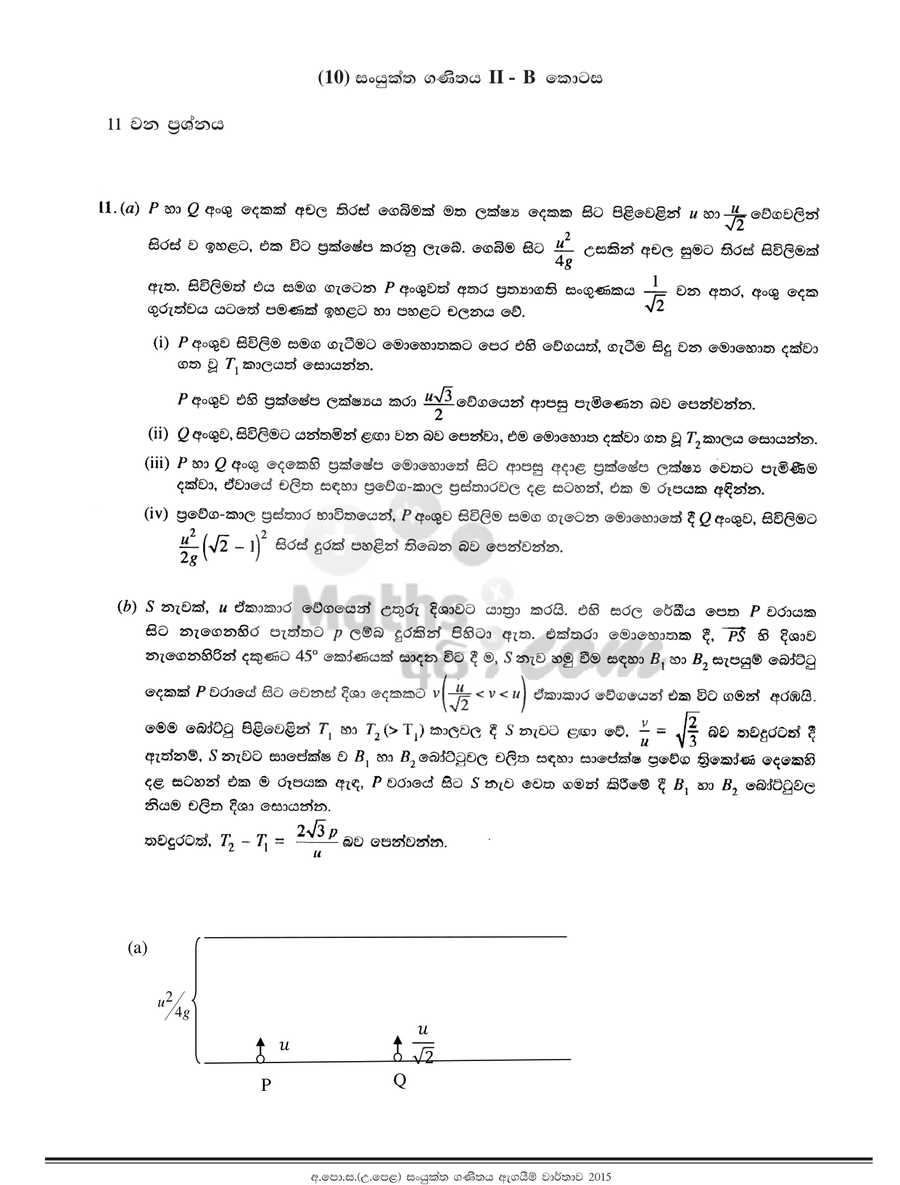 (10) සංයුක්ත ගණිතය II - B කොටස
11 වන ප්‍රශ්නය
11. (a) P හා Q අංශු දෙකක් අචල තිරස් ගෙබිමක් මත ලක්ෂ්‍ය දෙකක සිට පිළිවෙළින් u හා u/√2 වේගවලින්
සිරස් ව ඉහළට, එක විට ප්‍රක්ෂේප කරනු ලැබේ. ගෙබිම සිට u²/4g උසකින් අචල සුමට තිරස් සිවිලිමක්
ඇත. සිවිලිමත් එය සමග ගැටෙන P අංශුවත් අතර ප්‍රත්‍යාගති සංගුණකය 1/√2 වන අතර, අංශු දෙක
ගුරුත්වය යටතේ පමණක් ඉහළට හා පහළට චලනය වේ.
(i) P අංශුව සිවිලිම සමග ගැටීමට මොහොතකට පෙර එහි වේගයත්, ගැටීම සිදු වන මොහොත දක්වා
ගත වූ T₁ කාලයත් සොයන්න.
P අංශුව එහි ප්‍රක්ෂේප ලක්ෂ්‍යය කරා u√3/2 වේගයෙන් ආපසු පැමිණෙන බව පෙන්වන්න.
(ii) Q අංශුව, සිවිලිමට යන්තමින් ළඟා වන බව පෙන්වා, එම මොහොත දක්වා ගත වූ T₂ කාලය සොයන්න.
(iii) P හා Q අංශු දෙකෙහි ප්‍රක්ෂේප මොහොතේ සිට ආපසු අදාළ ප්‍රක්ෂේප ලක්ෂ්‍ය වෙතට පැමිණීම
දක්වා, ඒවායේ චලිත සඳහා ප්‍රවේග-කාල ප්‍රස්තාරවල දළ සටහන්, එක ම රූපයක අඳින්න.
(iv) ප්‍රවේග-කාල ප්‍රස්තාර භාවිතයෙන්, P අංශුව සිවිලිම සමග ගැටෙන මොහොතේ දී Q අංශුව, සිවිලිමට
u²/2g (√2 – 1)² සිරස් දුරක් පහළින් තිබෙන බව පෙන්වන්න.
(b) S නැවක්, u ඒකාකාර වේගයෙන් උතුරු දිශාවට යාත්‍රා කරයි. එහි සරල රේඛීය පෙත P වරායක
සිට නැගෙනහිර පැත්තට p ලම්බ දුරකින් පිහිටා ඇත. එක්තරා මොහොතක දී, PS⃗ හි දිශාව
නැගෙනහිරින් දකුණට 45° කෝණයක් සාදන විට දී ම, S නැව හමු වීම සඳහා B₁ හා B₂ සැපයුම් බෝට්ටු
දෙකක් P වරායේ සිට වෙනස් දිශා දෙකකට v(u/√2 < v < u) ඒකාකාර වේගයෙන් එක විට ගමන් අරඹයි.
මෙම බෝට්ටු පිළිවෙළින් T₁ හා T₂ (> T₁) කාලවල දී S නැවට ළඟා වේ. v/u = √(2/3) බව තවදුරටත් දී
ඇත්නම්, S නැවට සාපේක්ෂ ව B₁ හා B₂ බෝට්ටුවල චලිත සඳහා සාපේක්ෂ ප්‍රවේග ත්‍රිකෝණ දෙකෙහි
දළ සටහන් එක ම රූපයක ඇඳ, P වරායේ සිට S නැව වෙත ගමන් කිරීමේ දී B₁ හා B₂ බෝට්ටුවල
නියම චලිත දිශා සොයන්න.
තවදුරටත්, T₂ – T₁ = 2√3 p/u බව පෙන්වන්න.
(a)
u²/4g
u
u/√2
P
Q
අ.පො.ස.(උ.පෙළ) සංයුක්ත ගණිතය ඇගයීම් වාර්තාව 2015